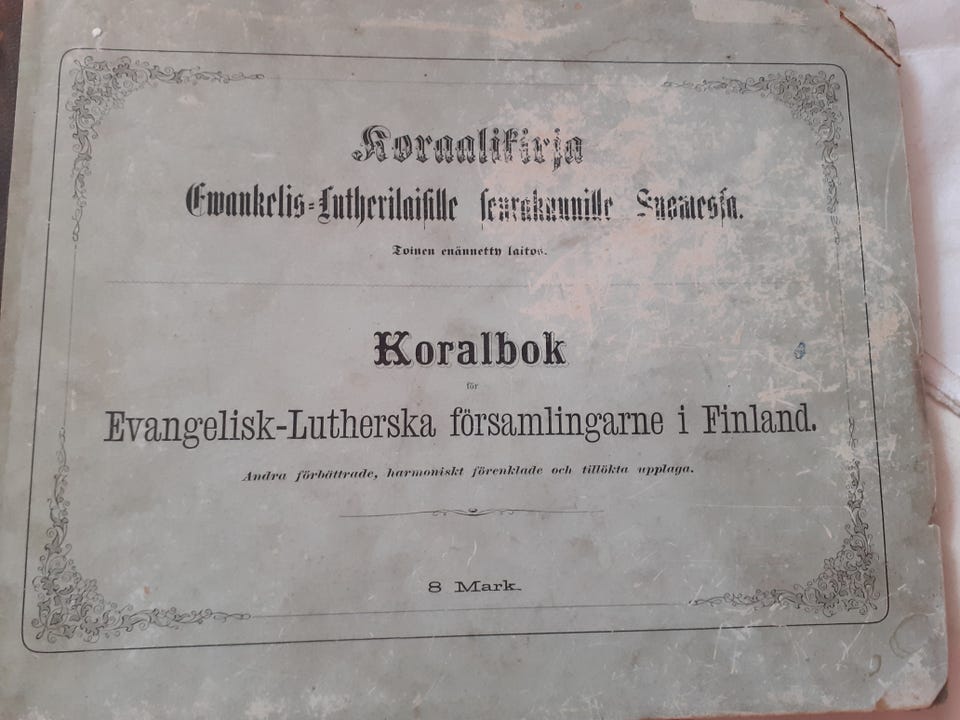 Koraalikirja
Ewankelis-Lutherilaisille seurakunnille Suomessa.
Toinen enännetty laitos.
Koralbok
för
Evangelisk-Lutherska församlingarne i Finland.
Andra förbättrade, harmoniskt förenklade och tillökta upplaga.
8 Mark.